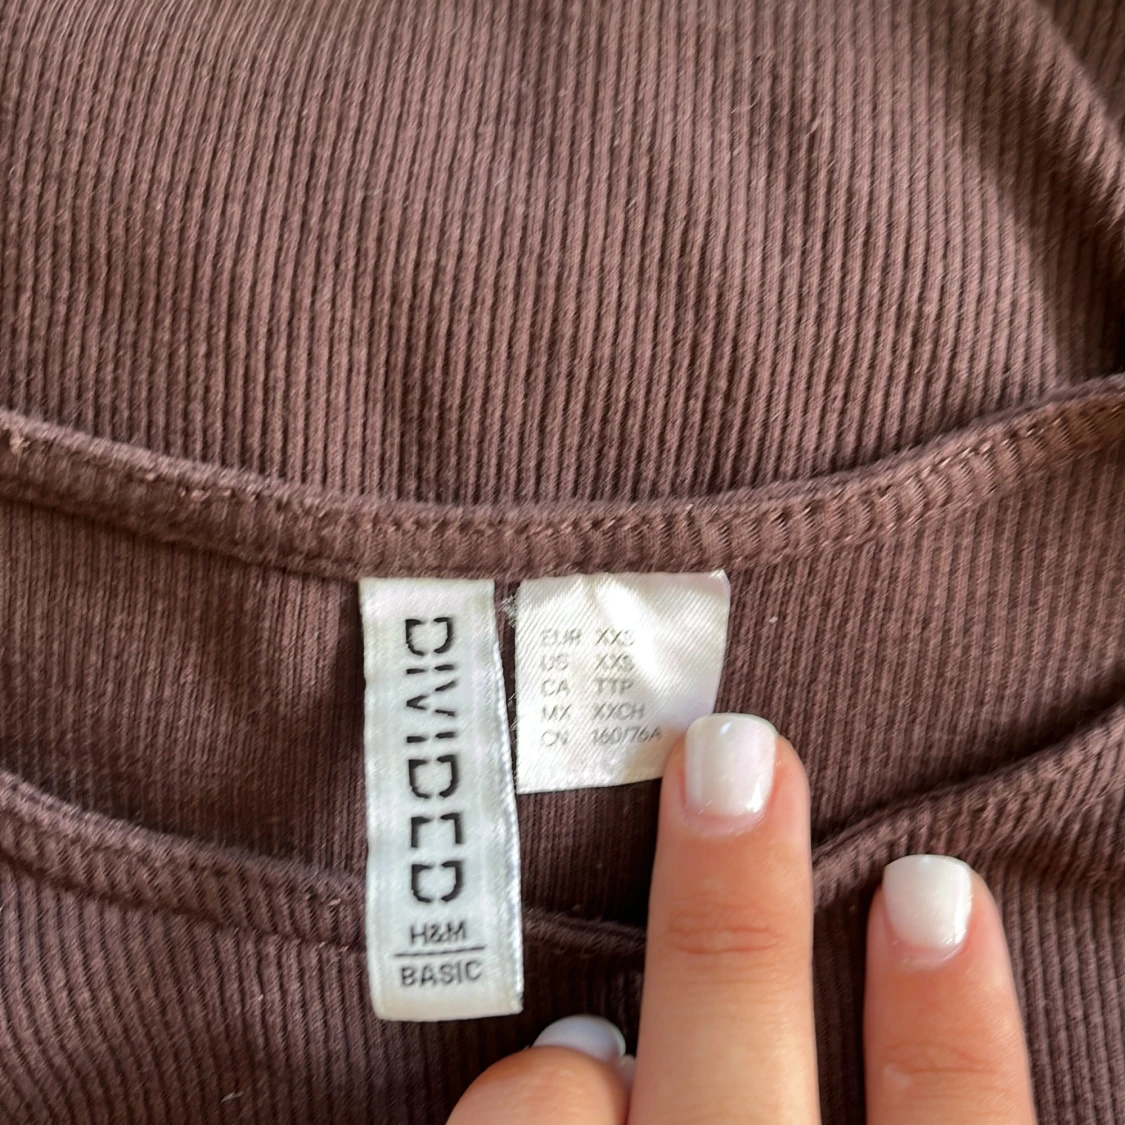 DIVIDED
H&M
BASIC
EUR XXS
US XXS
CA TTP
MX XXCH
CN 160/76A